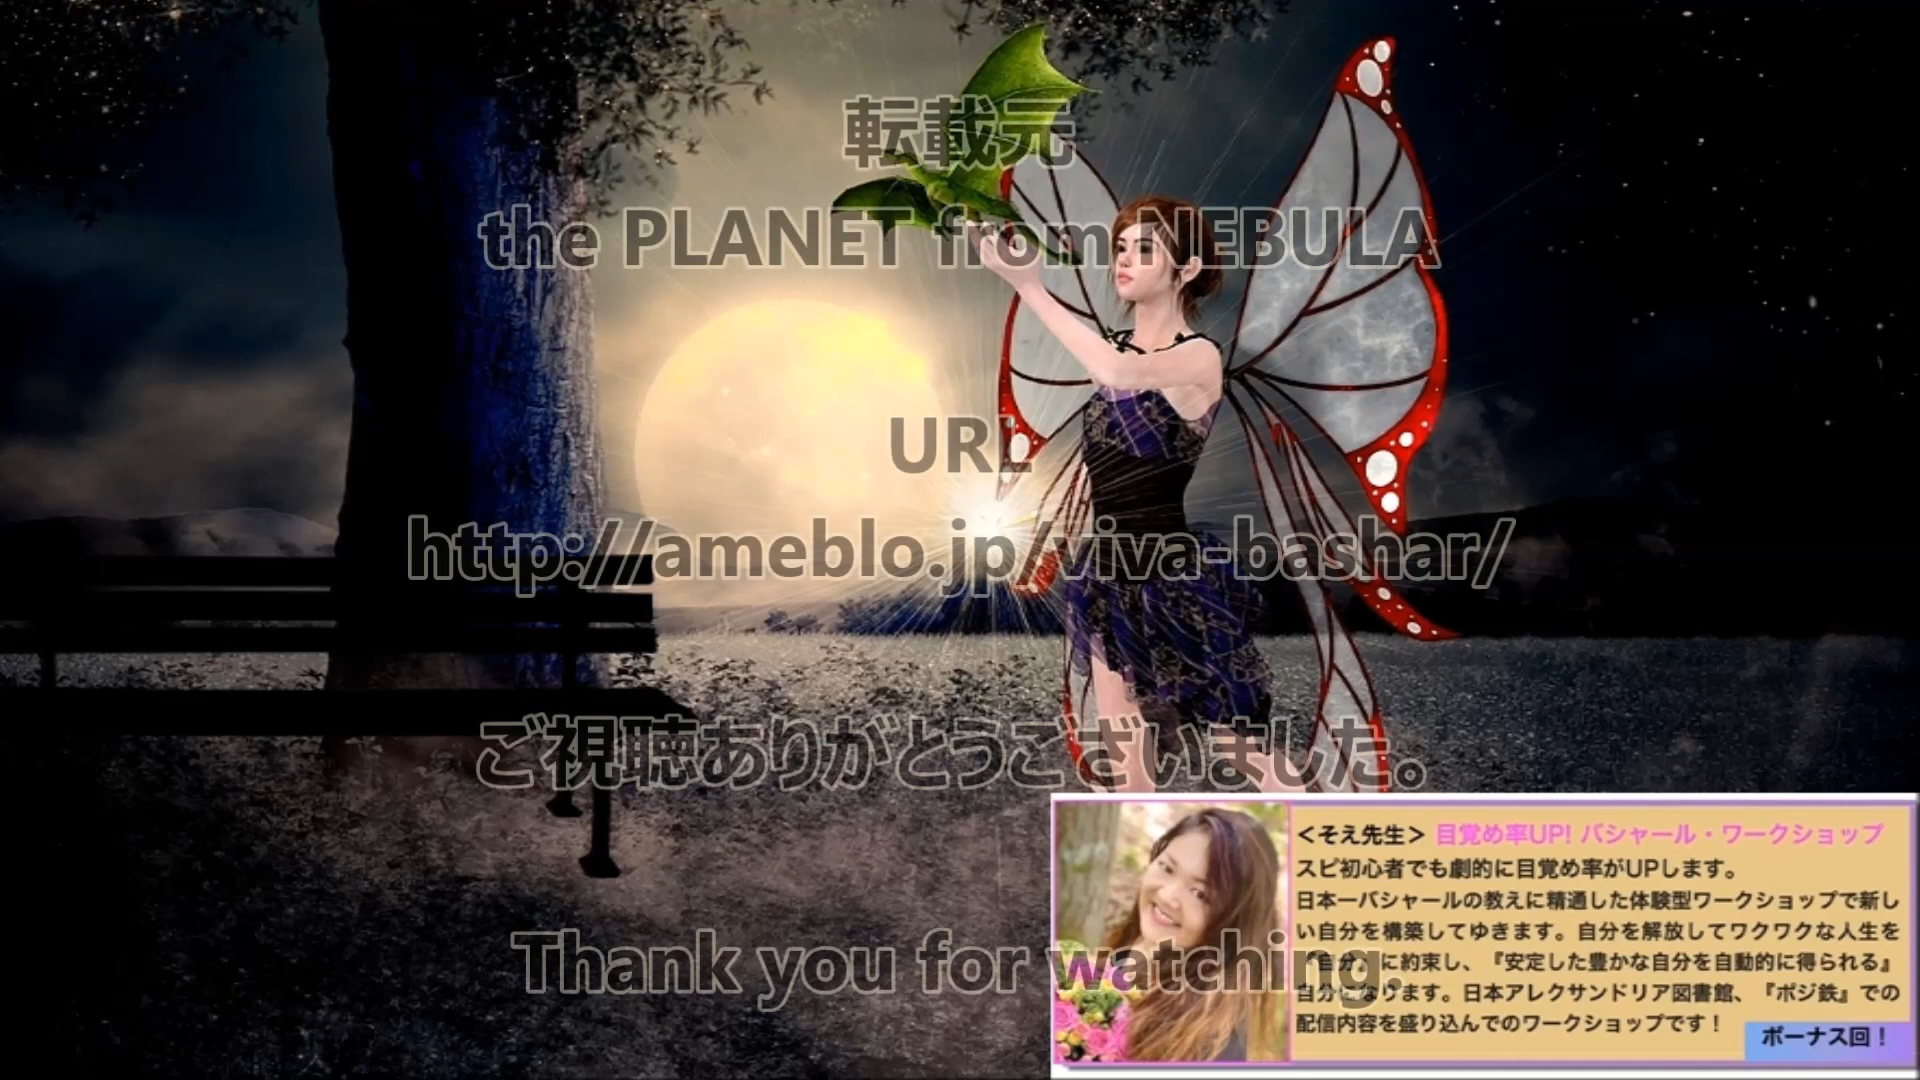 転載元
the PLANET from NEBULA
URL
http://ameblo.jp/viva-bashar/
ご視聴ありがとうございました。
Thank you for watching.
＜そえ先生＞ 目覚め率UP! バシャール・ワークショップ
スピ初心者でも劇的に目覚め率がUPします。
日本一バシャールの教えに精通した体験型ワークショップで新し
い自分を構築してゆきます。自分を解放してワクワクな人生を
『自分』に約束し、『安定した豊かな自分を自動的に得られる』
自分となります。日本アレクサンドリア図書館、『ポジ鉄』での
配信内容を盛り込んでのワークショップです！
ボーナス回！